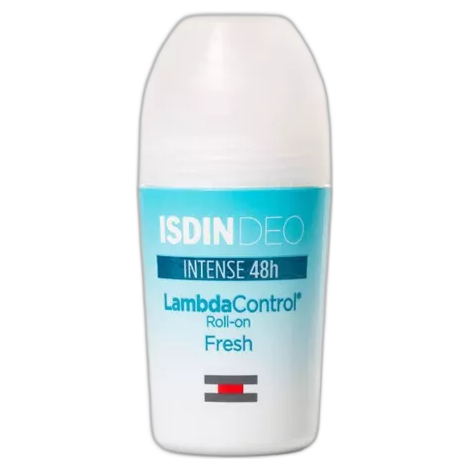 ISDIN DEO
INTENSE 48h
LambdaControl®
Roll-on
Fresh